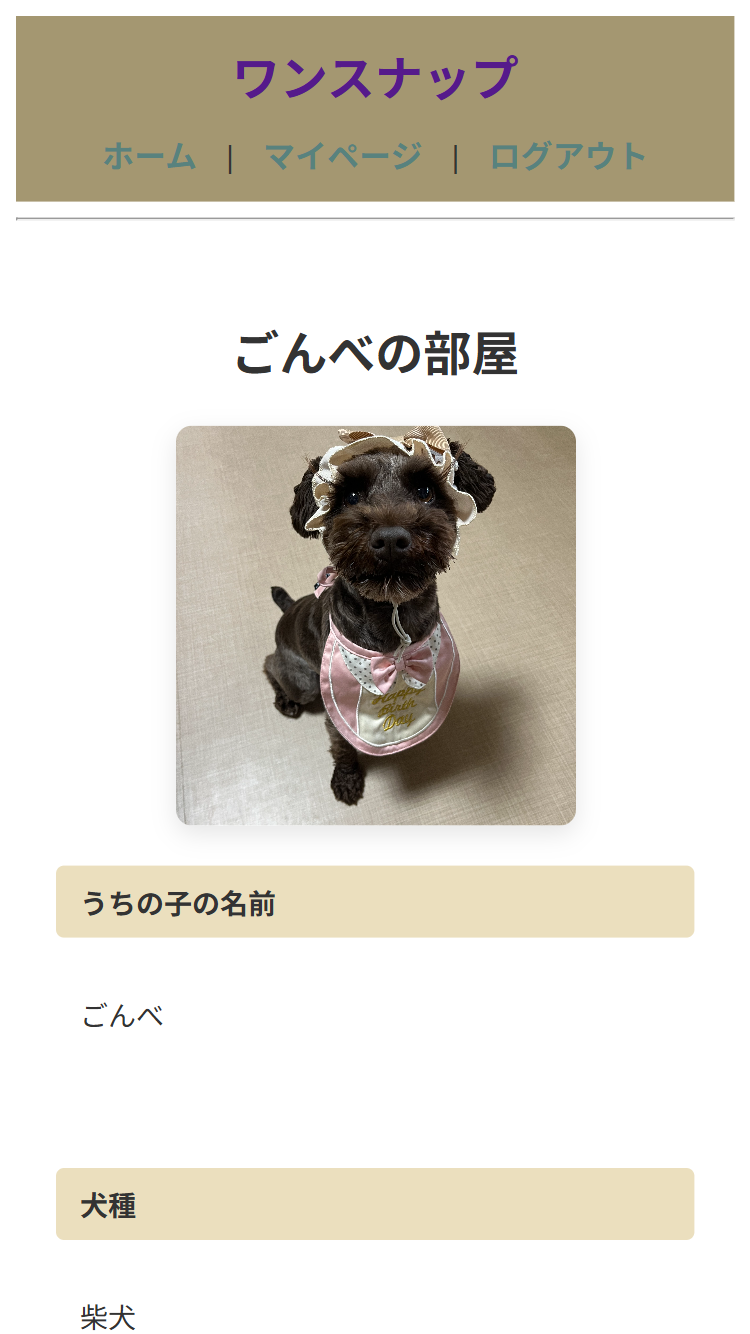 ワンスナップ
ホーム | マイページ | ログアウト
ごんべの部屋
Happy
Birth
Day
うちの子の名前
ごんべ
犬種
柴犬